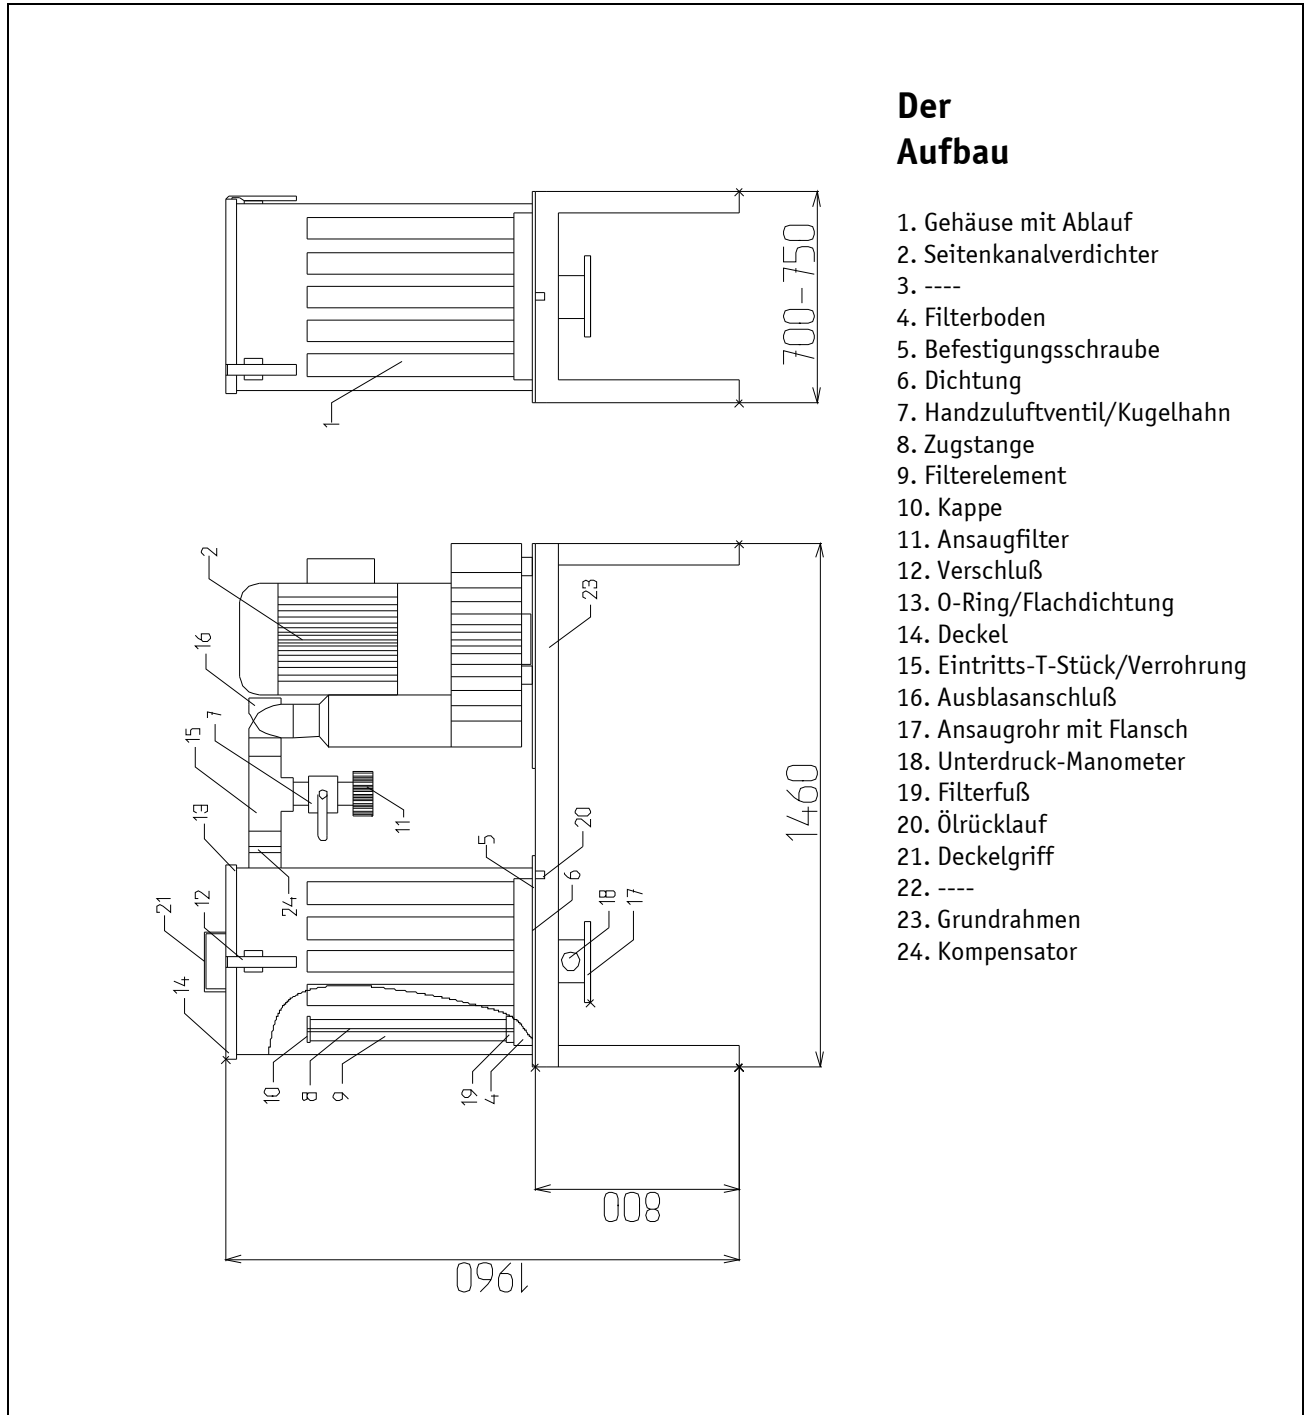 Der
Aufbau
1. Gehäuse mit Ablauf
2. Seitenkanalverdichter
3. ----
4. Filterboden
5. Befestigungsschraube
6. Dichtung
7. Handzuluftventil/Kugelhahn
8. Zugstange
9. Filterelement
10. Kappe
11. Ansaugfilter
12. Verschluß
13. O-Ring/Flachdichtung
14. Deckel
15. Eintritts-T-Stück/Verrohrung
16. Ausblasanschluß
17. Ansaugrohr mit Flansch
18. Unterdruck-Manometer
19. Filterfuß
20. Ölrücklauf
21. Deckelgriff
22. ----
23. Grundrahmen
24. Kompensator
700-750
1
2
16
7
15
13
23
11
1460
5
20
24
12
21
6
18
17
14
10
8
9
19
4
800
1960